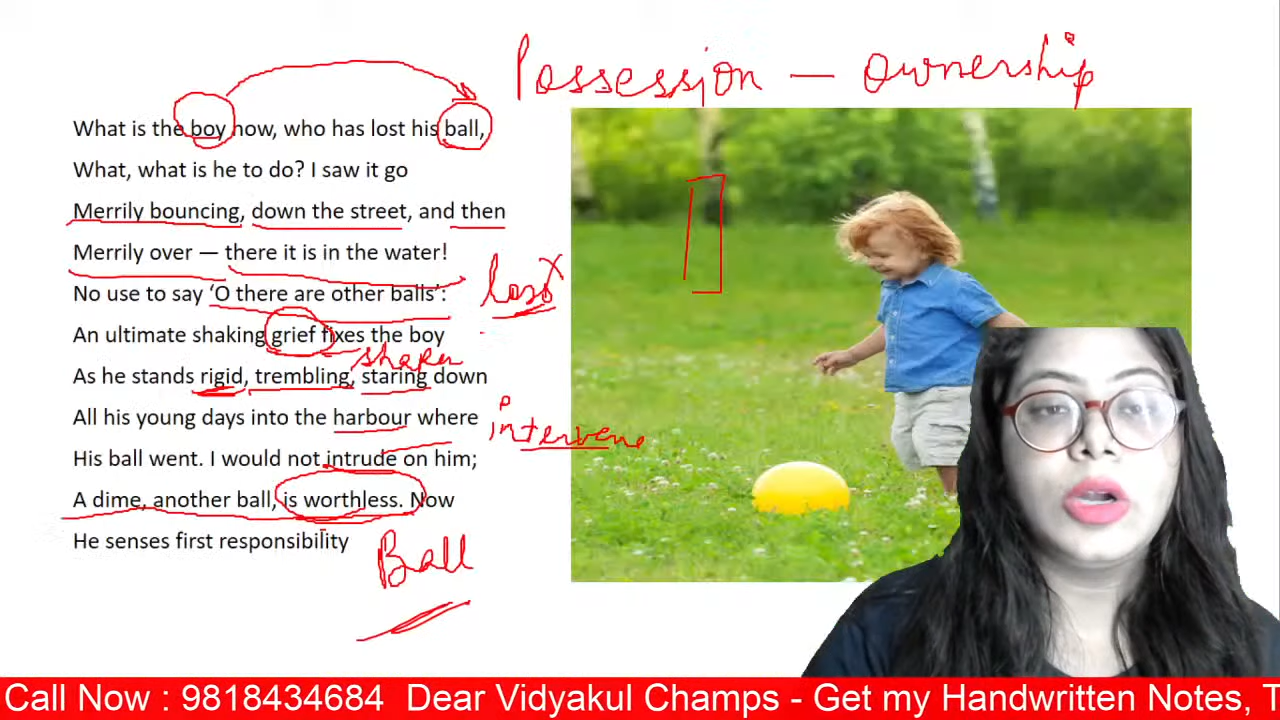 Possession — ownership
What is the boy now, who has lost his ball,
What, what is he to do? I saw it go
Merrily bouncing, down the street, and then
Merrily over — there it is in the water!
No use to say ‘O there are other balls’:
lost
An ultimate shaking grief fixes the boy
As he stands rigid, trembling, staring down
All his young days into the harbour where
intervene
His ball went. I would not intrude on him;
A dime, another ball, is worthless. Now
He senses first responsibility
Ball
Call Now : 9818434684 Dear Vidyakul Champs - Get my Handwritten Notes, T